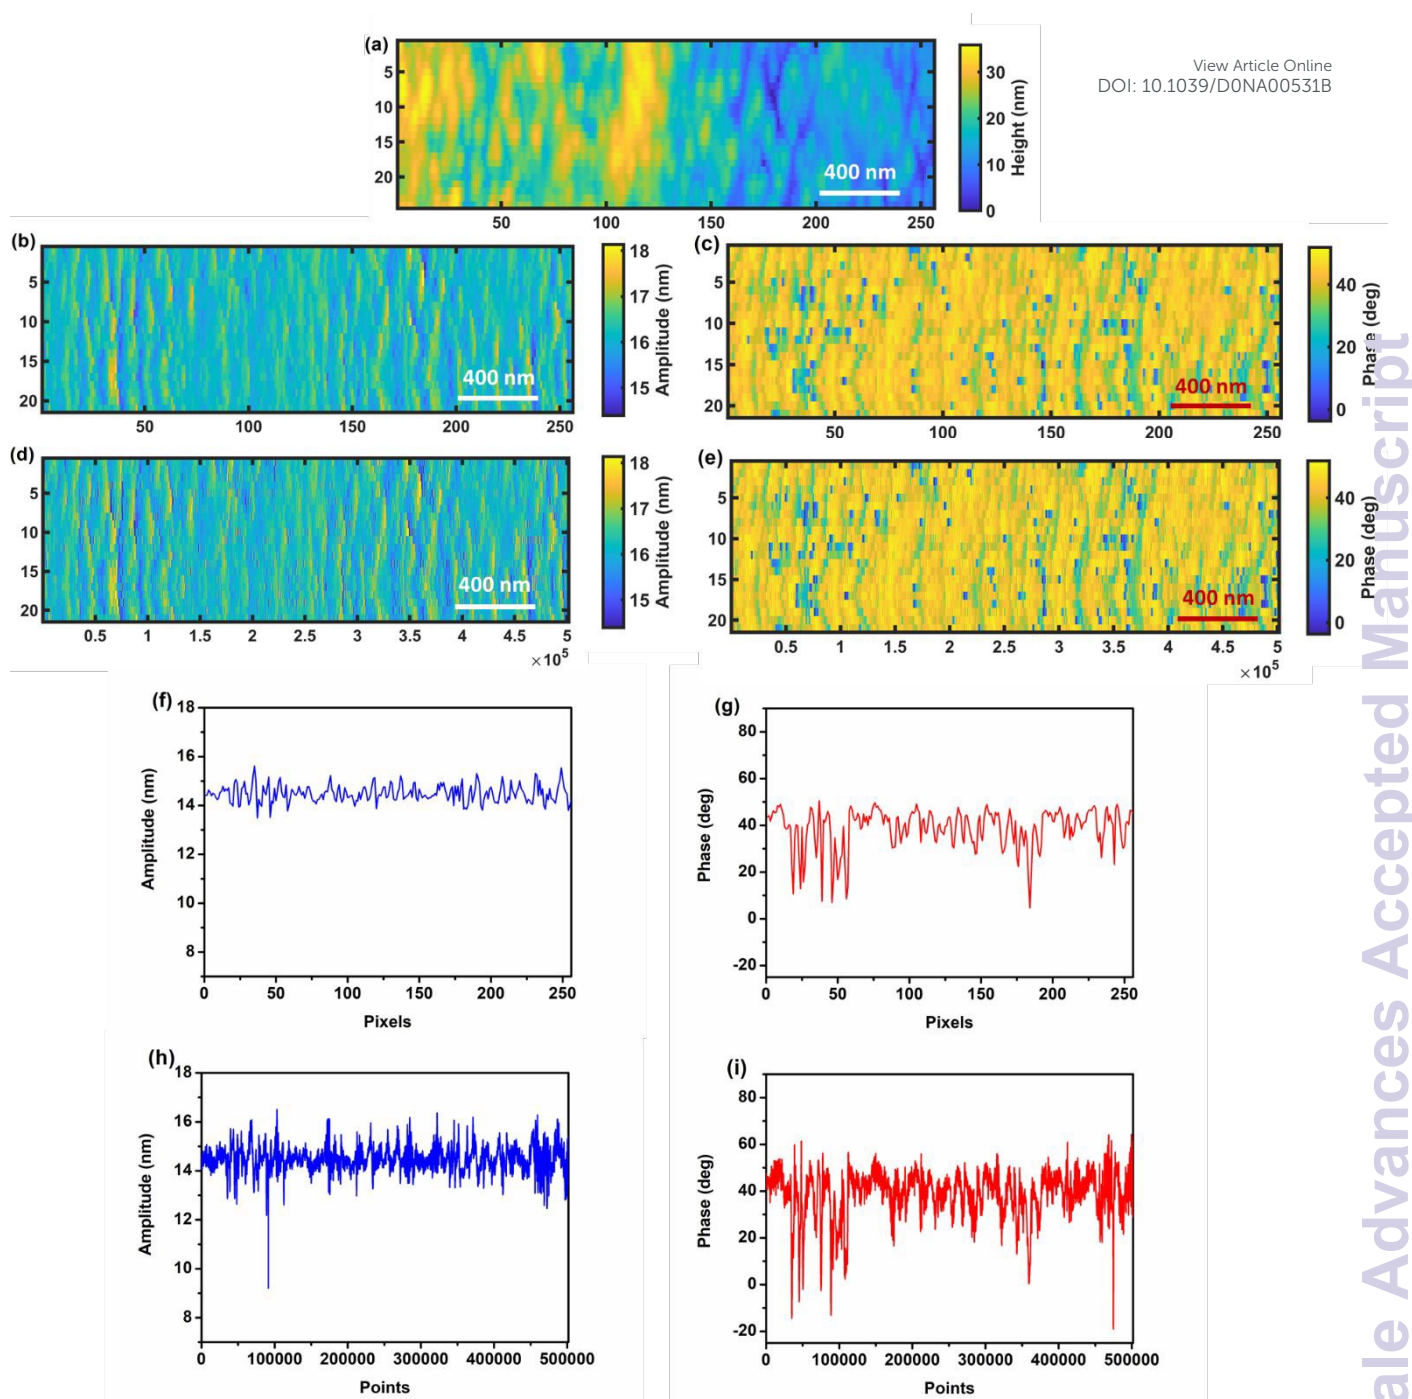 View Article Online
DOI: 10.1039/D0NA00531B
(a)
5
10
15
20
50 100 150 200 250
400 nm
30
20
10
0
Height (nm)
(b)
5
10
15
20
50 100 150 200 250
400 nm
18
17
16
15
Amplitude (nm)
(c)
5
10
15
20
50 100 150 200 250
400 nm
40
20
0
Phase (deg)
(d)
5
10
15
20
0.5 1 1.5 2 2.5 3 3.5 4 4.5 5
×10⁵
400 nm
18
17
16
15
Amplitude (nm)
(e)
5
10
15
20
0.5 1 1.5 2 2.5 3 3.5 4 4.5 5
×10⁵
400 nm
40
20
0
Phase (deg)
(f)
18
16
14
12
10
8
Amplitude (nm)
0 50 100 150 200 250
Pixels
(g)
80
60
40
20
0
-20
Phase (deg)
0 50 100 150 200 250
Pixels
(h)
18
16
14
12
10
8
Amplitude (nm)
0 100000 200000 300000 400000 500000
Points
(i)
80
60
40
20
0
-20
Phase (deg)
0 100000 200000 300000 400000 500000
Points
ale Advances Accepted Manuscript